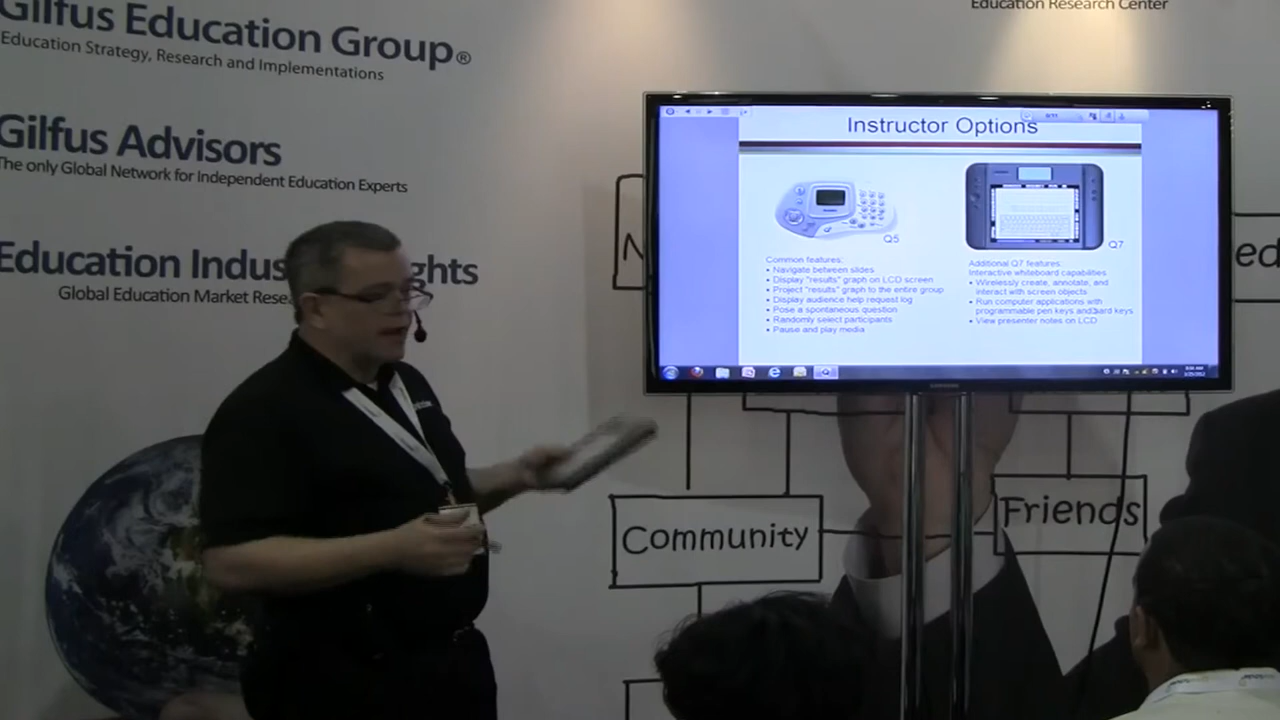 Gilfus Education Group®
Education Strategy, Research and Implementations
Gilfus Advisors
The only Global Network for Independent Education Experts
Education Indus ghts
Global Education Market Resea
Education Research Center
Instructor Options
Q5
Q7
Common features:
• Navigate between slides
• Display "results" graph on LCD screen
• Project "results" graph to the entire group
• Display audience help request log
• Pose a spontaneous question
• Randomly select participants
• Pause and play media
Additional Q7 features:
Interactive whiteboard capabilities
• Wirelessly create, annotate, and
interact with screen objects
• Run computer applications with
programmable pen keys and hard keys
• View presenter notes on LCD
SAMSUNG
N
ed
Community
Friends